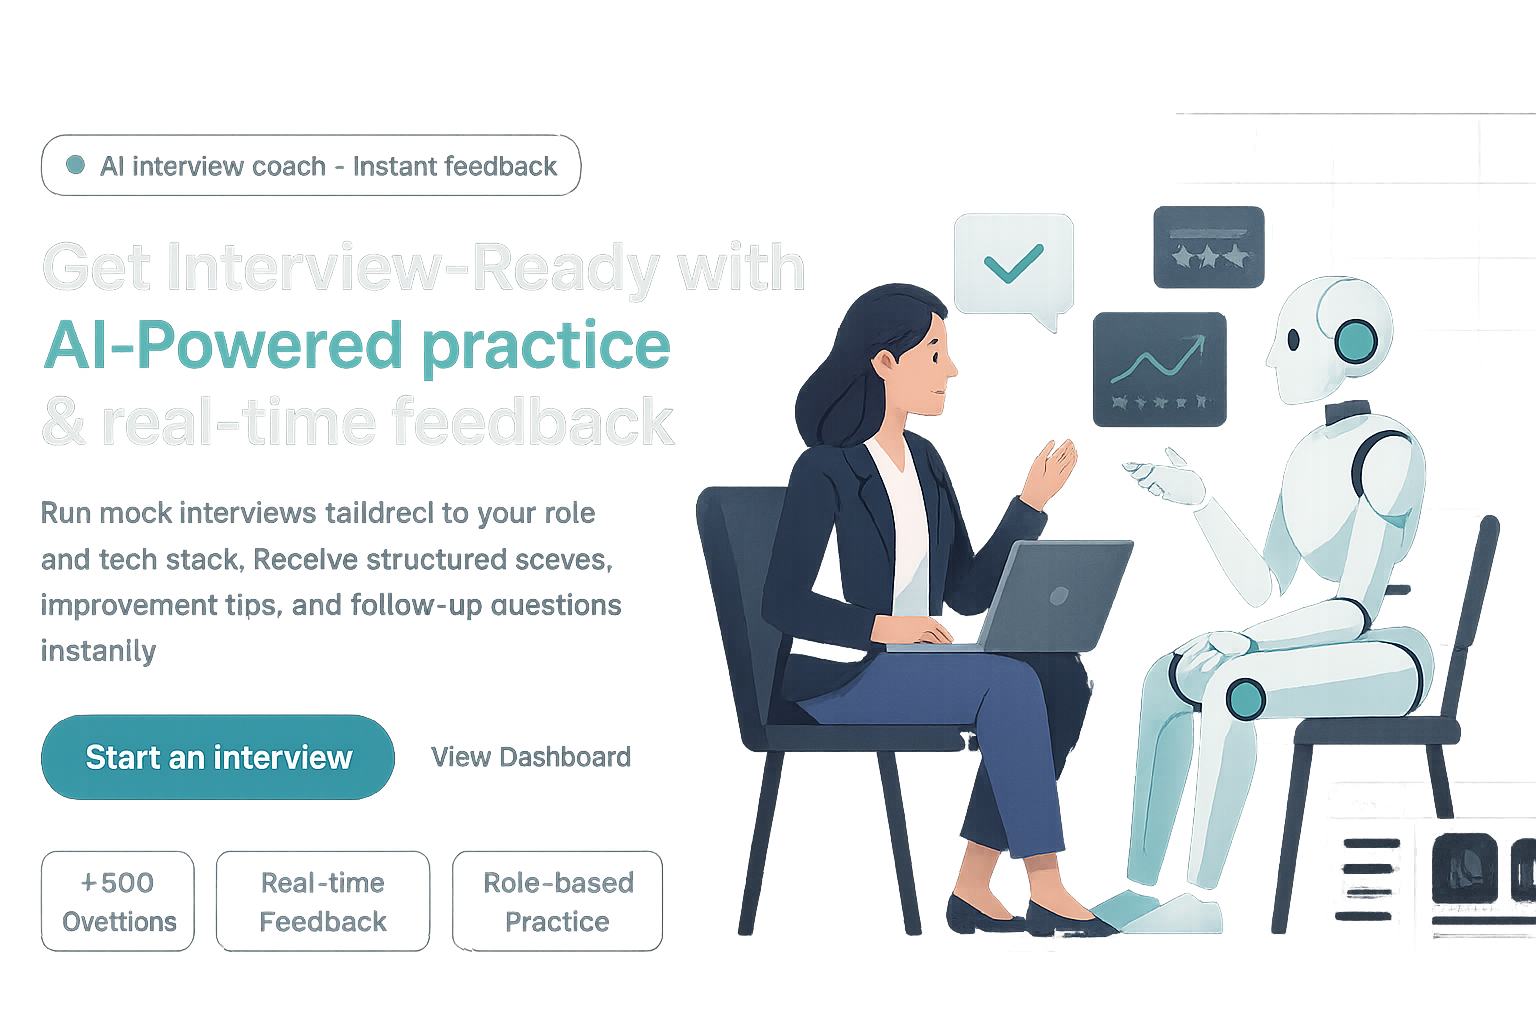 AI interview coach - Instant feedback
Get Interview-Ready with
AI-Powered practice
& real-time feedback
Run mock interviews taildrecl to your role
and tech stack, Recelve structured sceves,
improvement tips, and follow-up auestions
instanily
Start an interview
View Dashboard
+500
Ovettions
Real-time
Feedback
Role-based
Practice